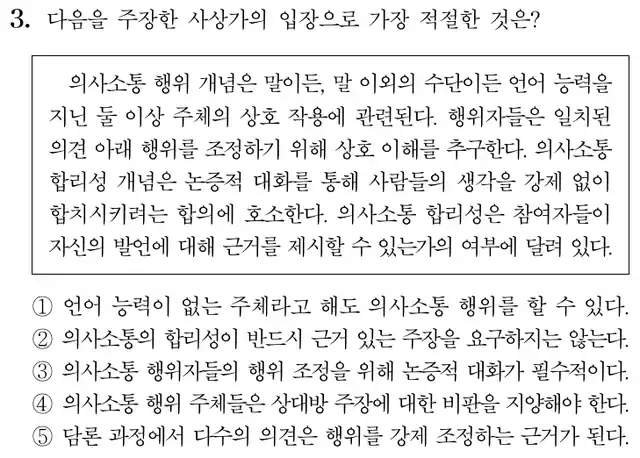 3. 다음을 주장한 사상가의 입장으로 가장 적절한 것은?
의사소통 행위 개념은 말이든, 말 이외의 수단이든 언어 능력을
지닌 둘 이상 주체의 상호 작용에 관련된다. 행위자들은 일치된
의견 아래 행위를 조정하기 위해 상호 이해를 추구한다. 의사소통
합리성 개념은 논증적 대화를 통해 사람들의 생각을 강제 없이
합치시키려는 합의에 호소한다. 의사소통 합리성은 참여자들이
자신의 발언에 대해 근거를 제시할 수 있는가의 여부에 달려 있다.
① 언어 능력이 없는 주체라고 해도 의사소통 행위를 할 수 있다.
② 의사소통의 합리성이 반드시 근거 있는 주장을 요구하지는 않는다.
③ 의사소통 행위자들의 행위 조정을 위해 논증적 대화가 필수적이다.
④ 의사소통 행위 주체들은 상대방 주장에 대한 비판을 지양해야 한다.
⑤ 담론 과정에서 다수의 의견은 행위를 강제 조정하는 근거가 된다.